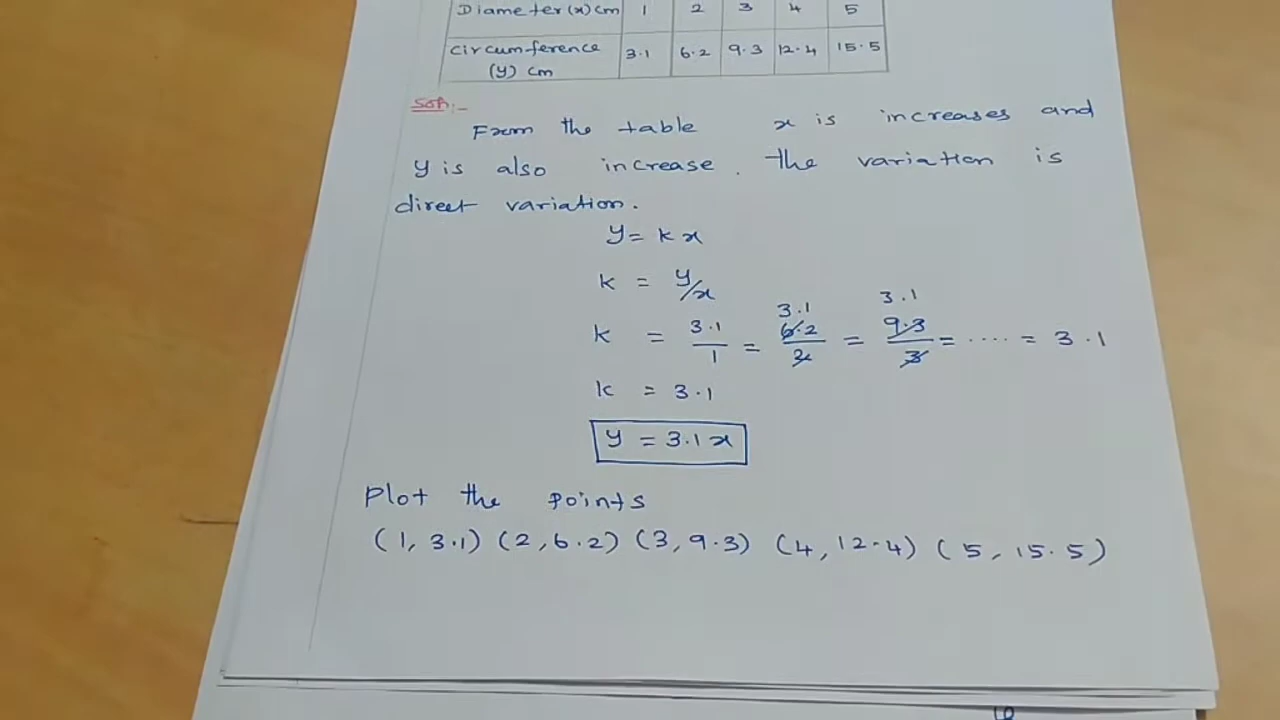 Diameter (x) cm 1 2 3 4 5
Circumference (y) cm 3.1 6.2 9.3 12.4 15.5
Soln:-
From the table x is increases and
y is also increase. the variation is
direct variation.
y = kx
k = y/x
k = 3.1/1 = 3.1 6.2/2 = 3.1 9.3/3 = .... = 3.1
k = 3.1
y = 3.1x
Plot the points
(1, 3.1) (2, 6.2) (3, 9.3) (4, 12.4) (5, 15.5)